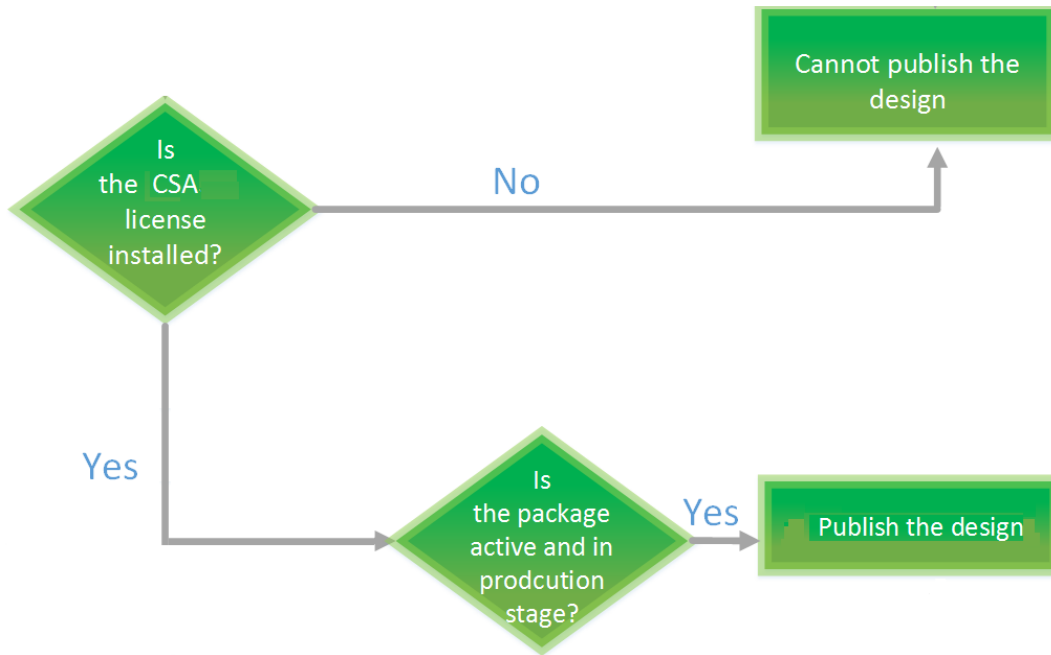 Cannot publish the
design
Is
the CSA
license
installed?
No
Yes
Is
the package
active and in
prodcution
stage?
Yes
Publish the design